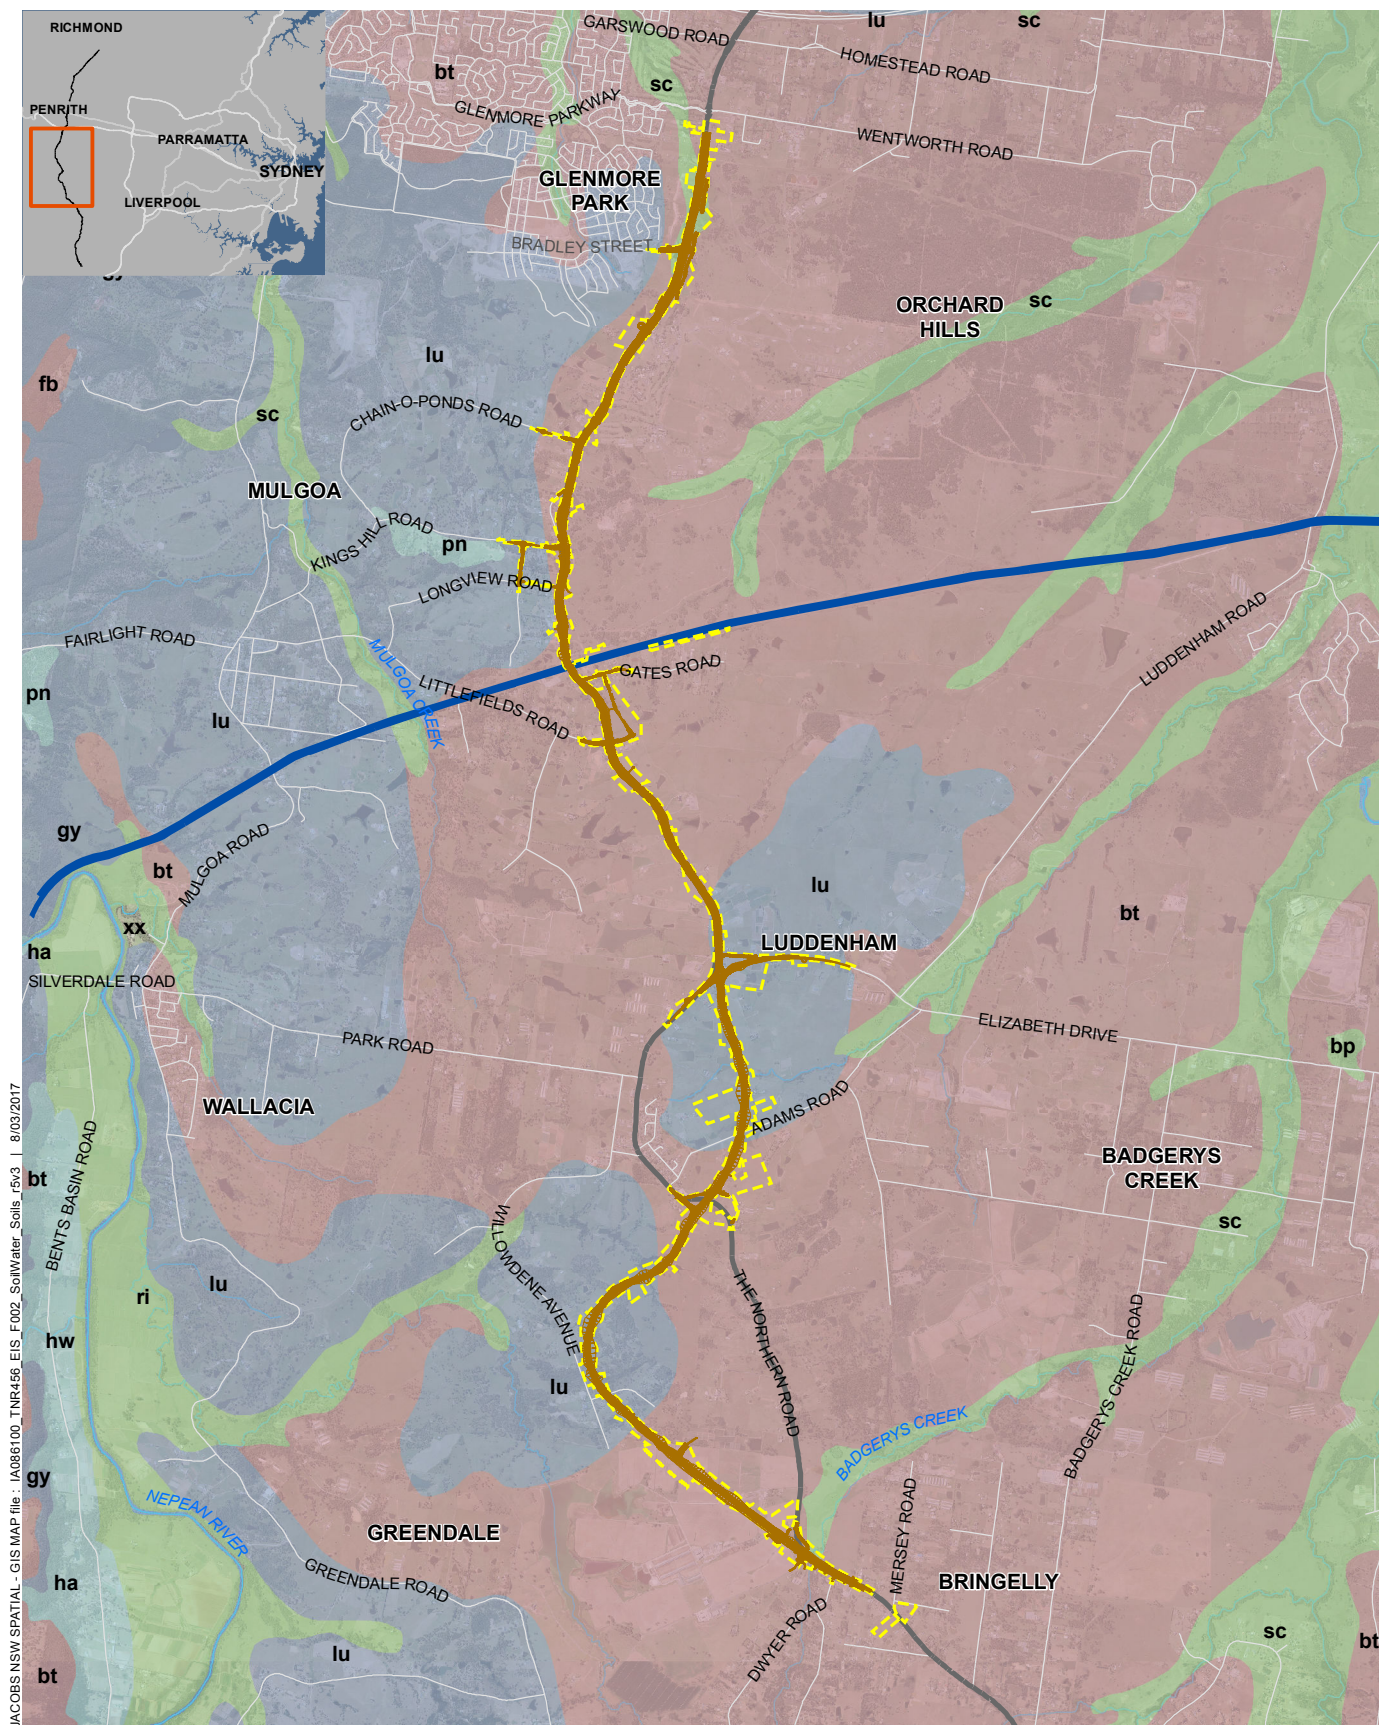 RICHMOND
PENRITH
PARRAMATTA
SYDNEY
LIVERPOOL
GARSWOOD ROAD
lu
sc
HOMESTEAD ROAD
bt
sc
GLENMORE PARKWAY
WENTWORTH ROAD
GLENMORE
PARK
BRADLEY STREET
gy
ORCHARD
HILLS
sc
lu
fb
CHAIN-O-PONDS ROAD
sc
MULGOA
KINGS HILL ROAD
pn
LONGVIEW ROAD
FAIRLIGHT ROAD
MULGOA CREEK
LITTLEFIELDS ROAD
GATES ROAD
LUDDENHAM ROAD
pn
lu
gy
MULGOA ROAD
bt
lu
bt
xx
LUDDENHAM
ha
SILVERDALE ROAD
PARK ROAD
ELIZABETH DRIVE
bp
WALLACIA
ADAMS ROAD
BENTS BASIN ROAD
BADGERYS
CREEK
bt
WILLOWDENE AVENUE
sc
lu
ri
THE NORTHERN ROAD
hw
lu
BADGERYS CREEK ROAD
BADGERYS CREEK
gy
NEPEAN RIVER
GREENDALE
MERSEY ROAD
GREENDALE ROAD
ha
BRINGELLY
DWYER ROAD
sc
bt
lu
bt
JACOBS NSW SPATIAL - GIS MAP file : IA086100_TNR456_EIS_F002_SoilWater_Soils_r5v3 | 8/03/2017